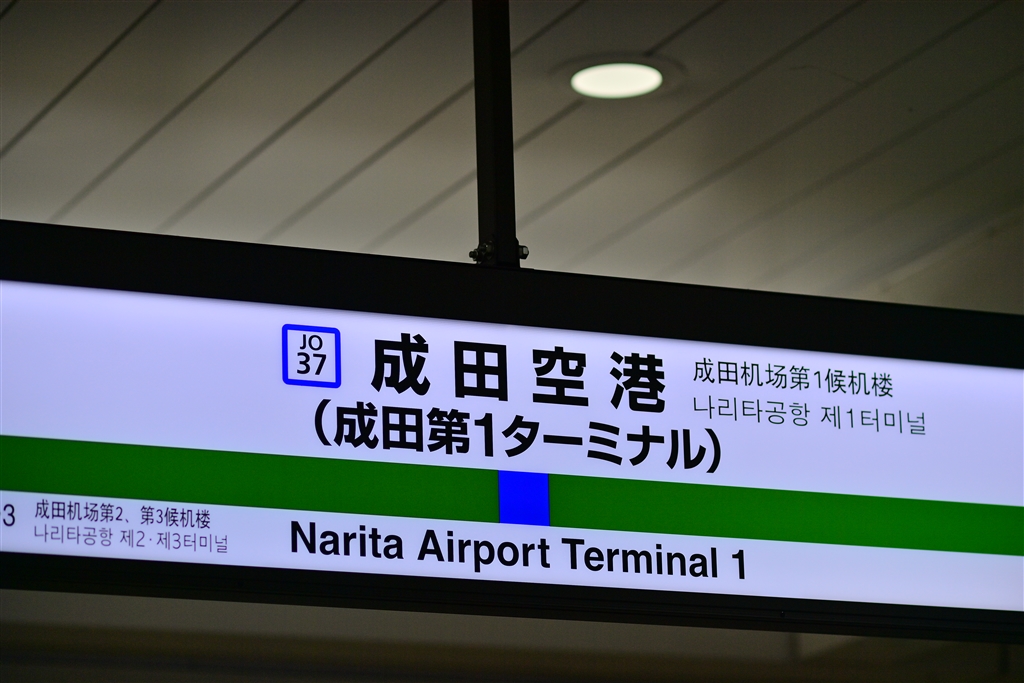 JO
37
成田空港
(成田第1ターミナル)
成田机场第1候机楼
나리타공항 제1터미널
3
成田机场第2、第3候机楼
나리타공항 제2·제3터미널
Narita Airport Terminal 1